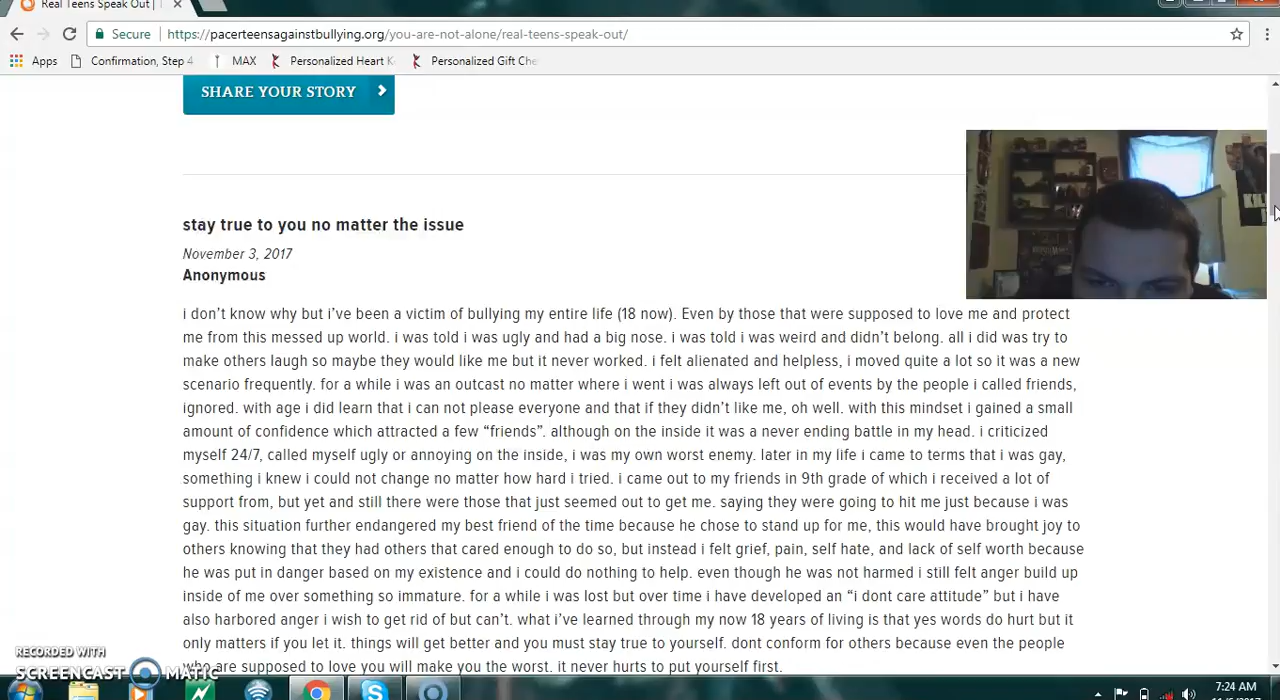 Real Teens Speak Out |
Secure https://pacerteensagainstbullying.org/you-are-not-alone/real-teens-speak-out/
Apps Confirmation, Step 4 MAX Personalized Heart K Personalized Gift Che
SHARE YOUR STORY
stay true to you no matter the issue
November 3, 2017
Anonymous
i don't know why but i've been a victim of bullying my entire life (18 now). Even by those that were supposed to love me and protect
me from this messed up world. i was told i was ugly and had a big nose. i was told i was weird and didn't belong. all i did was try to
make others laugh so maybe they would like me but it never worked. i felt alienated and helpless, i moved quite a lot so it was a new
scenario frequently. for a while i was an outcast no matter where i went i was always left out of events by the people i called friends,
ignored. with age i did learn that i can not please everyone and that if they didn't like me, oh well. with this mindset i gained a small
amount of confidence which attracted a few “friends”. although on the inside it was a never ending battle in my head. i criticized
myself 24/7, called myself ugly or annoying on the inside, i was my own worst enemy. later in my life i came to terms that i was gay,
something i knew i could not change no matter how hard i tried. i came out to my friends in 9th grade of which i received a lot of
support from, but yet and still there were those that just seemed out to get me. saying they were going to hit me just because i was
gay. this situation further endangered my best friend of the time because he chose to stand up for me, this would have brought joy to
others knowing that they had others that cared enough to do so, but instead i felt grief, pain, self hate, and lack of self worth because
he was put in danger based on my existence and i could do nothing to help. even though he was not harmed i still felt anger build up
inside of me over something so immature. for a while i was lost but over time i have developed an “i dont care attitude” but i have
also harbored anger i wish to get rid of but can't. what i've learned through my now 18 years of living is that yes words do hurt but it
only matters if you let it. things will get better and you must stay true to yourself. dont conform for others because even the people
who are supposed to love you will make you the worst. it never hurts to put yourself first.
RECORDED WITH
SCREENCAST MATIC
7:24 AM